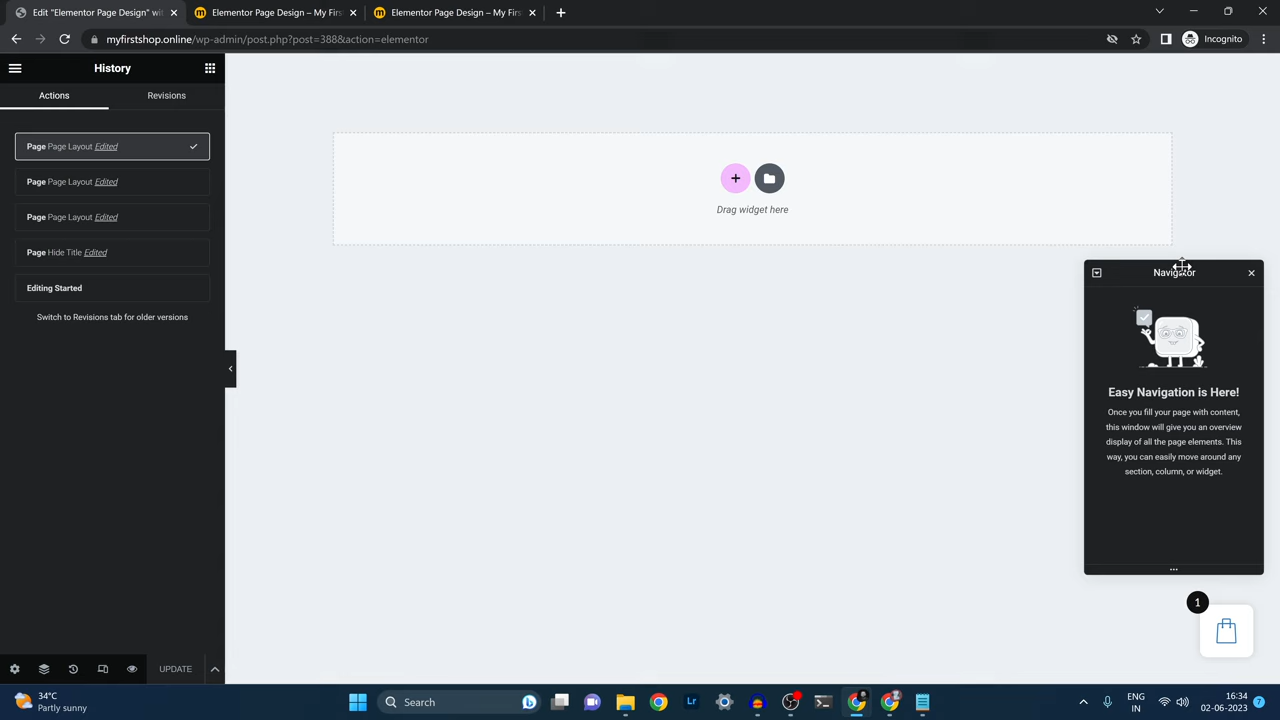 Edit "Elementor Page Design" wit
Elementor Page Design – My Firs
Elementor Page Design – My Firs
myfirstshop.online/wp-admin/post.php?post=388&action=elementor
Incognito
History
Actions
Revisions
Page Page Layout Edited
Page Page Layout Edited
Page Page Layout Edited
Page Hide Title Edited
Editing Started
Switch to Revisions tab for older versions
Drag widget here
Navigator
Easy Navigation is Here!
Once you fill your page with content,
this window will give you an overview
display of all the page elements. This
way, you can easily move around any
section, column, or widget.
1
UPDATE
34°C
Partly sunny
Search
Lr
ENG
IN
16:34
02-06-2023